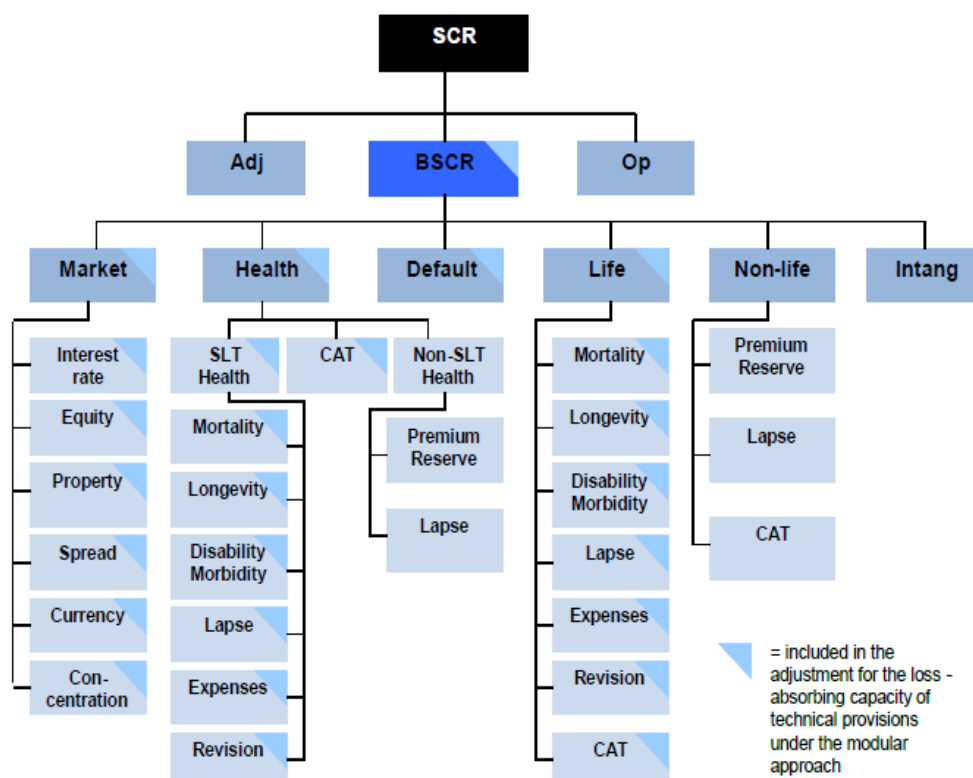 SCR
Adj
BSCR
Op
Market
Health
Default
Life
Non-life
Intang
Interest
rate
Equity
Property
Spread
Currency
Con-
centration
SLT
Health
CAT
Non-SLT
Health
Mortality
Longevity
Disability
Morbidity
Lapse
Expenses
Revision
Premium
Reserve
Lapse
Mortality
Longevity
Disability
Morbidity
Lapse
Expenses
Revision
CAT
Premium
Reserve
Lapse
CAT
= included in the
adjustment for the loss -
absorbing capacity of
technical provisions
under the modular
approach